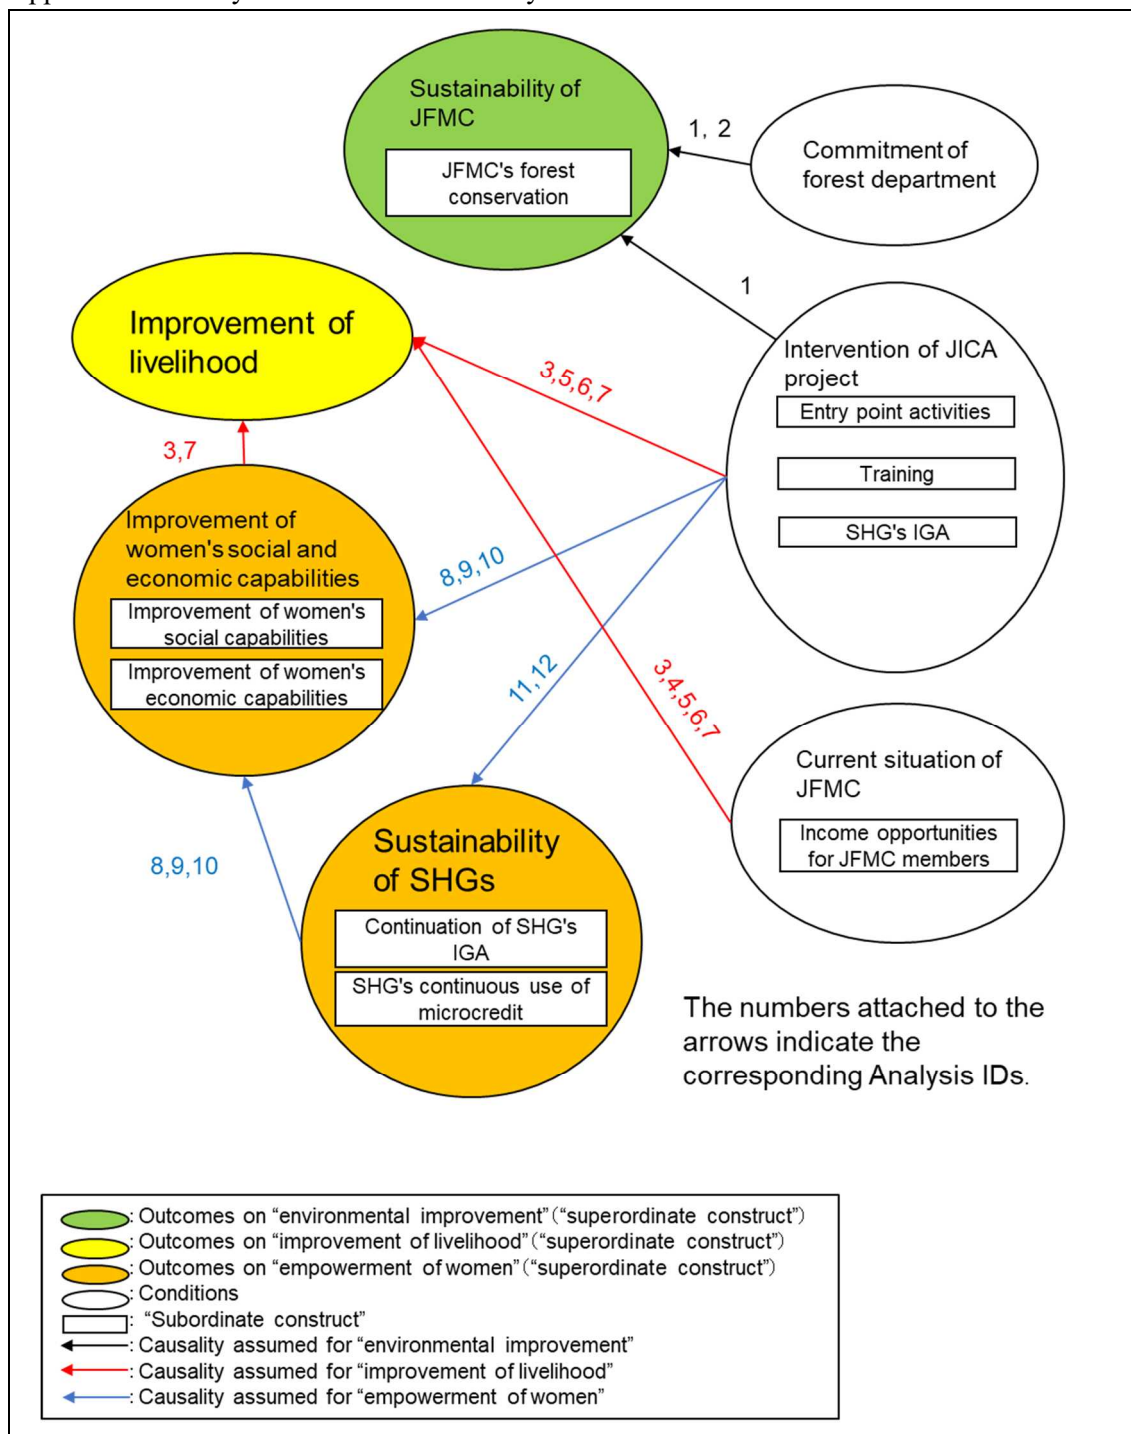 Sustainability of
JFMC
JFMC's forest
conservation
1, 2
Commitment of
forest department
1
Improvement of
livelihood
Intervention of JICA
project
Entry point activities
Training
SHG's IGA
3,5,6,7
3,7
Improvement of
women's social and
economic capabilities
Improvement of women's
social capabilities
Improvement of women's
economic capabilities
8,9,10
11,12
3,4,5,6,7
Current situation of
JFMC
Income opportunities
for JFMC members
8,9,10
Sustainability
of SHGs
Continuation of SHG's
IGA
SHG's continuous use of
microcredit
The numbers attached to the
arrows indicate the
corresponding Analysis IDs.
: Outcomes on “environmental improvement” (“superordinate construct”)
: Outcomes on “improvement of livelihood” (“superordinate construct”)
: Outcomes on “empowerment of women” (“superordinate construct”)
: Conditions
: “Subordinate construct”
: Causality assumed for “environmental improvement”
: Causality assumed for “improvement of livelihood”
: Causality assumed for “empowerment of women”